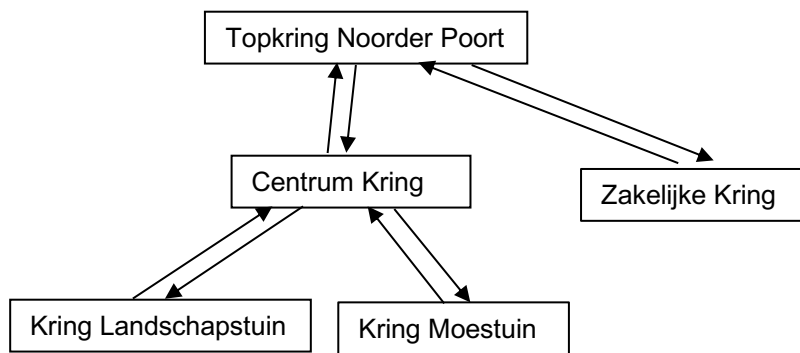 Topkring Noorder Poort
Centrum Kring
Zakelijke Kring
Kring Landschapstuin
Kring Moestuin